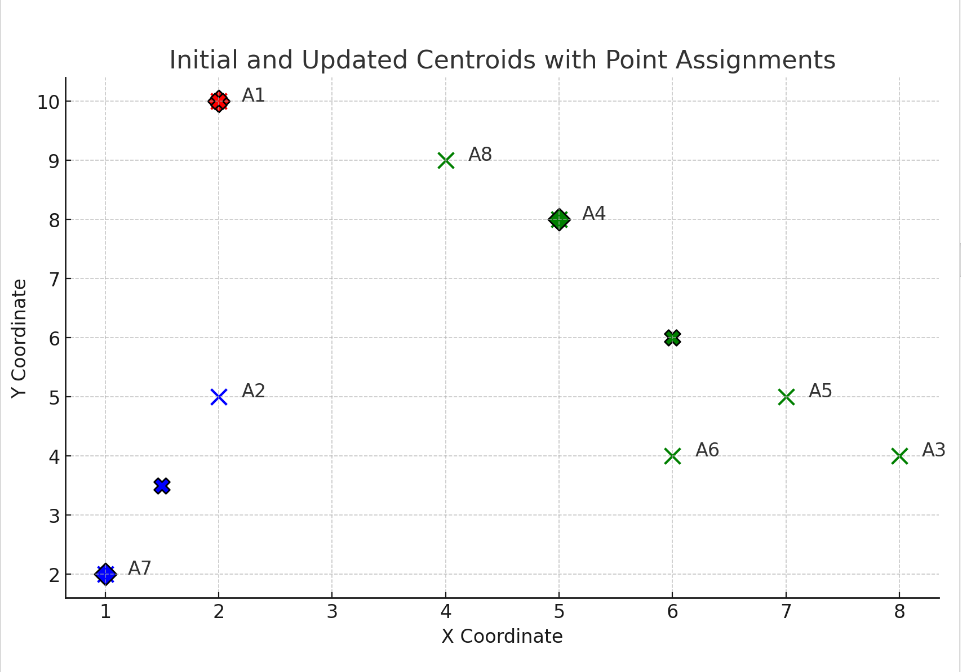 Initial and Updated Centroids with Point Assignments
10
A1
9
A8
8
A4
7
6
5
A2
A5
4
A6
A3
3
2
A7
Y Coordinate
1 2 3 4 5 6 7 8
X Coordinate